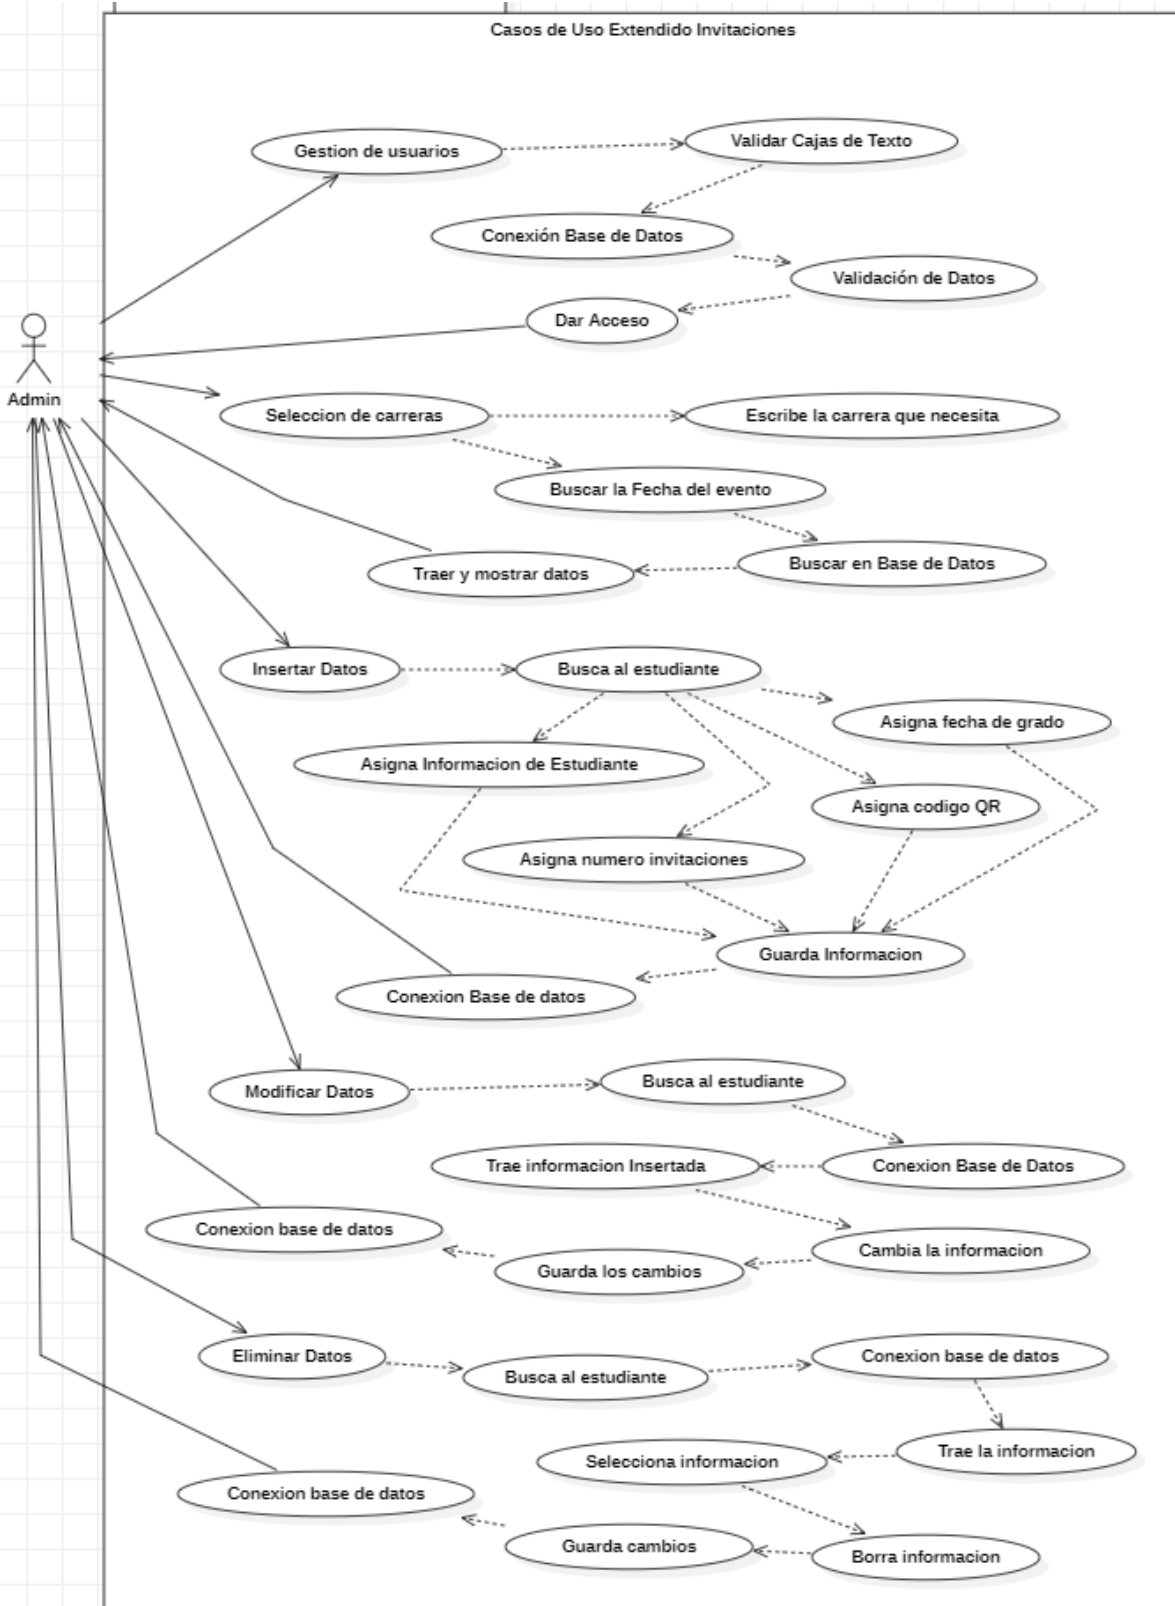 Casos de Uso Extendido Invitaciones
Gestion de usuarios
Validar Cajas de Texto
Conexión Base de Datos
Validación de Datos
Dar Acceso
Admin
Seleccion de carreras
Escribe la carrera que necesita
Buscar la Fecha del evento
Buscar en Base de Datos
Traer y mostrar datos
Insertar Datos
Busca al estudiante
Asigna fecha de grado
Asigna Informacion de Estudiante
Asigna codigo QR
Asigna numero invitaciones
Guarda Informacion
Conexion Base de datos
Modificar Datos
Busca al estudiante
Trae informacion Insertada
Conexion Base de Datos
Conexion base de datos
Cambia la informacion
Guarda los cambios
Eliminar Datos
Busca al estudiante
Conexion base de datos
Trae la informacion
Selecciona informacion
Conexion base de datos
Guarda cambios
Borra informacion